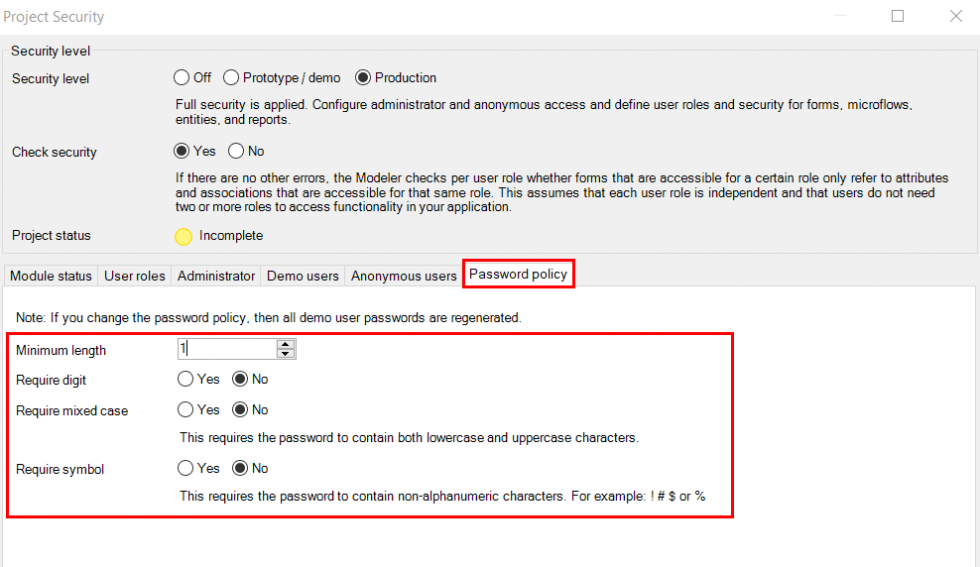 Project Security
Security level
Security level Off Prototype / demo Production
Full security is applied. Configure administrator and anonymous access and define user roles and security for forms, microflows,
entities, and reports.
Check security Yes No
If there are no other errors, the Modeler checks per user role whether forms that are accessible for a certain role only refer to attributes
and associations that are accessible for that same role. This assumes that each user role is independent and that users do not need
two or more roles to access functionality in your application.
Project status Incomplete
Module status User roles Administrator Demo users Anonymous users Password policy
Note: If you change the password policy, then all demo user passwords are regenerated.
Minimum length 1
Require digit Yes No
Require mixed case Yes No
This requires the password to contain both lowercase and uppercase characters.
Require symbol Yes No
This requires the password to contain non-alphanumeric characters. For example: ! # $ or %